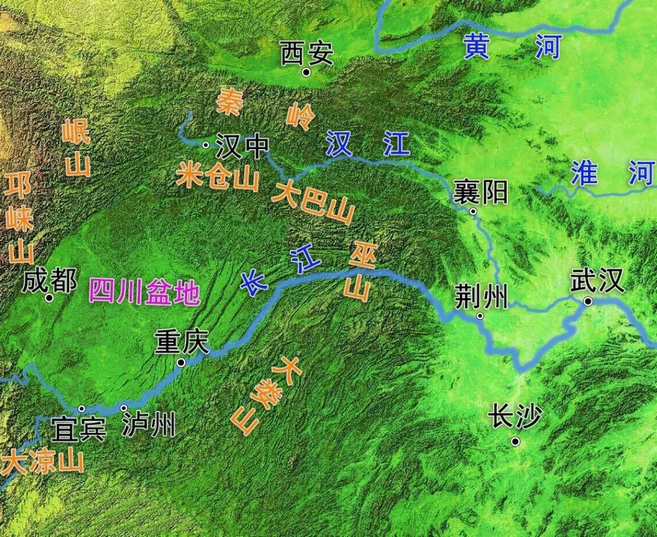 西安
黄河
秦岭
岷山
汉中
汉江
米仓山
大巴山
邛崃山
襄阳
淮河
成都
四川盆地
长江
巫山
荆州
武汉
重庆
大娄山
宜宾
泸州
长沙
大凉山